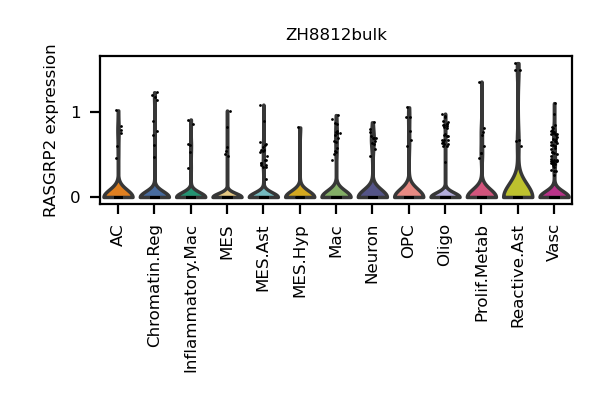 ZH8812bulk
RASGRP2 expression
1
0
AC
Chromatin.Reg
Inflammatory.Mac
MES
MES.Ast
MES.Hyp
Mac
Neuron
OPC
Oligo
Prolif.Metab
Reactive.Ast
Vasc